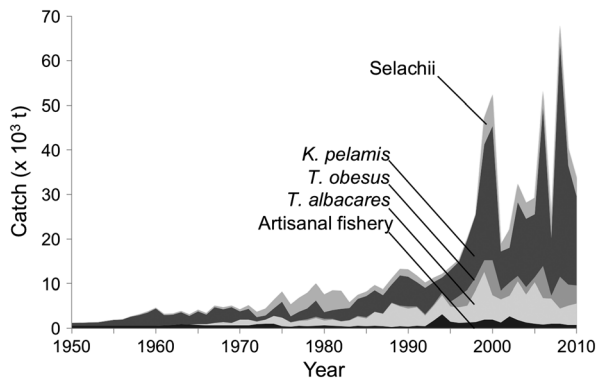 70
60
50
40
30
20
10
0
Catch (x 10³ t)
Selachii
K. pelamis
T. obesus
T. albacares
Artisanal fishery
1950 1960 1970 1980 1990 2000 2010
Year